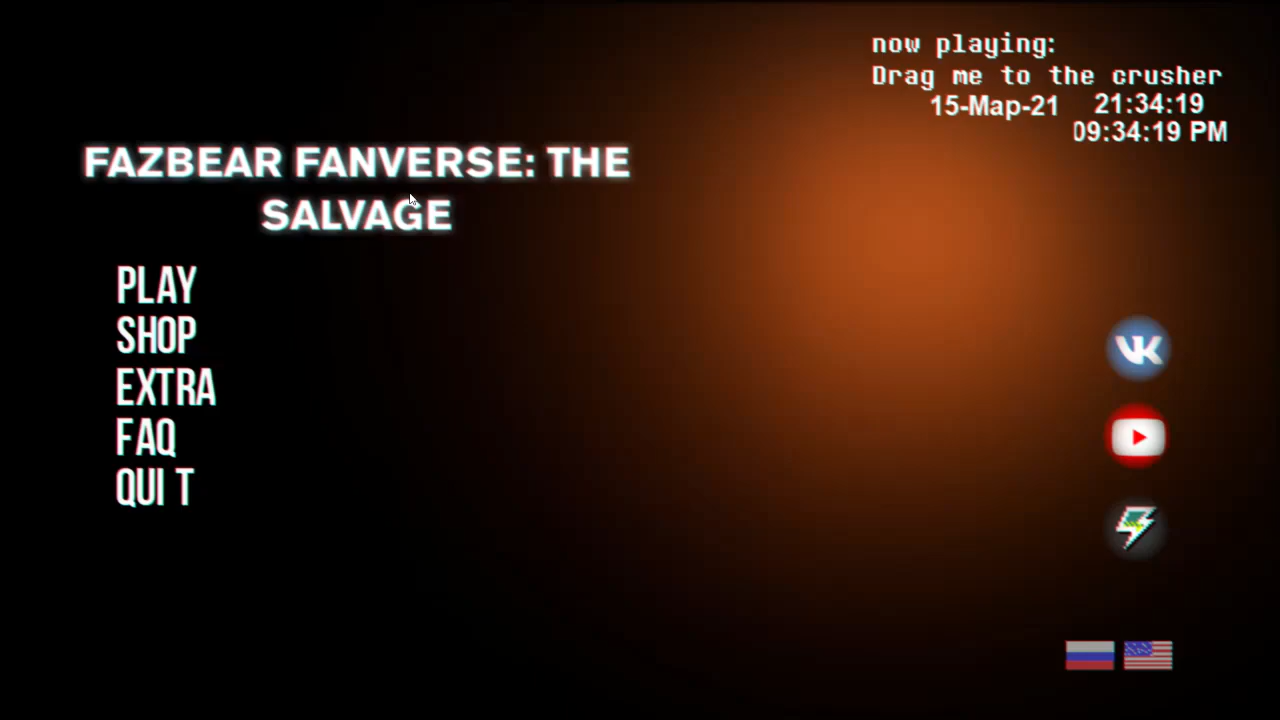 now playing:
Drag me to the crusher
15-Мар-21 21:34:19
09:34:19 PM
FAZBEAR FANVERSE: THE
SALVAGE
PLAY
SHOP
EXTRA
FAQ
QUI T